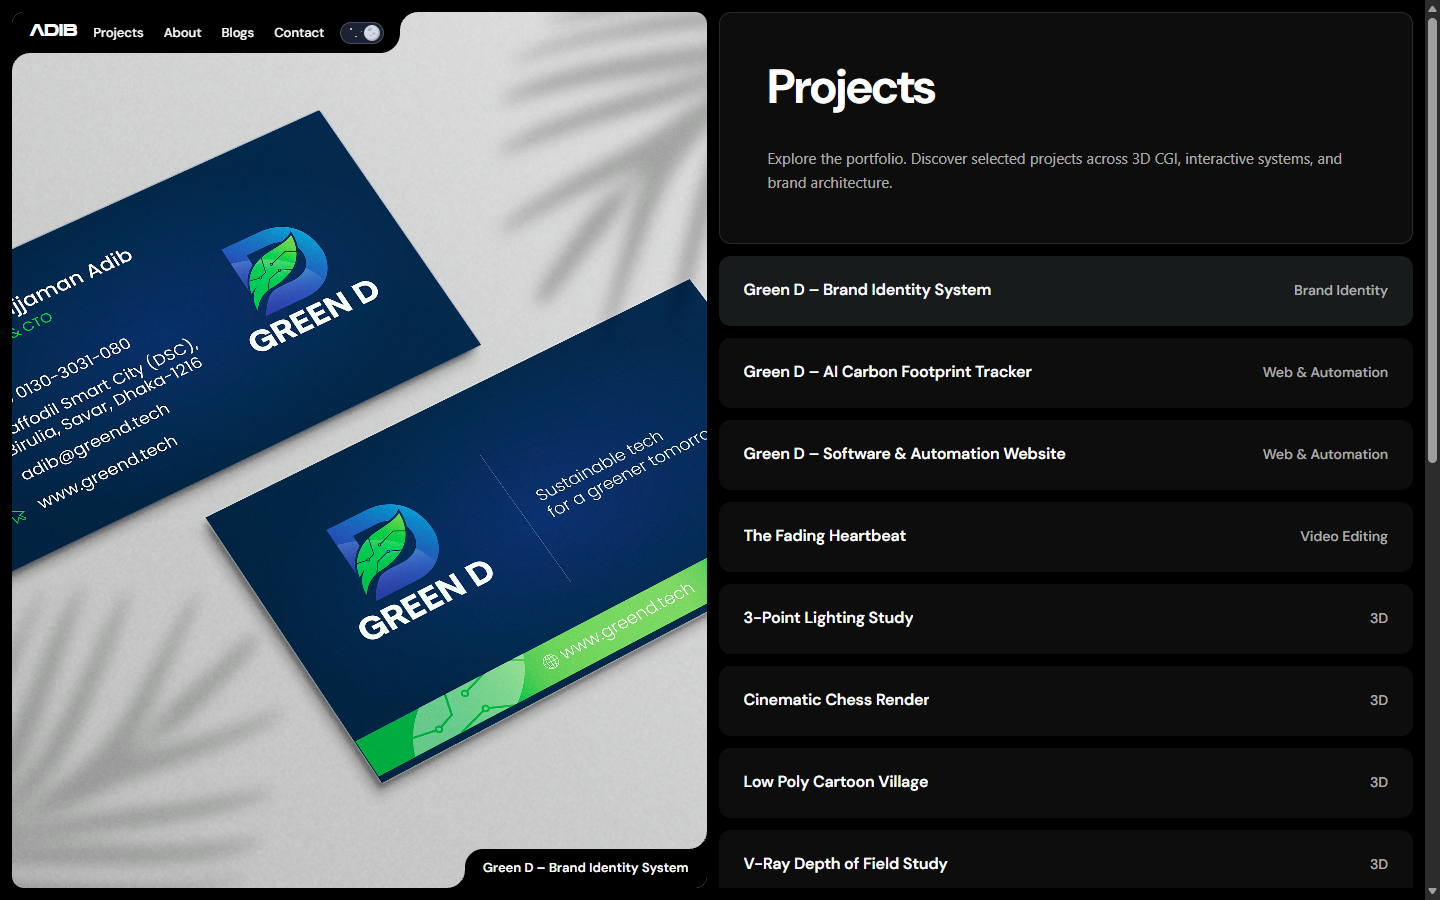 ADIB
Projects
About
Blogs
Contact
jjaman Adib
& CTO
0130-3031-080
affodil Smart City (DSC),
Birulia, Savar, Dhaka-1216
adib@greend.tech
www.greend.tech
GREEN D
GREEN D
Sustainable tech
for a greener tomorro
www.greend.tech
Green D – Brand Identity System
Projects
Explore the portfolio. Discover selected projects across 3D CGI, interactive systems, and
brand architecture.
Green D – Brand Identity System
Brand Identity
Green D – AI Carbon Footprint Tracker
Web & Automation
Green D – Software & Automation Website
Web & Automation
The Fading Heartbeat
Video Editing
3-Point Lighting Study
3D
Cinematic Chess Render
3D
Low Poly Cartoon Village
3D
V-Ray Depth of Field Study
3D